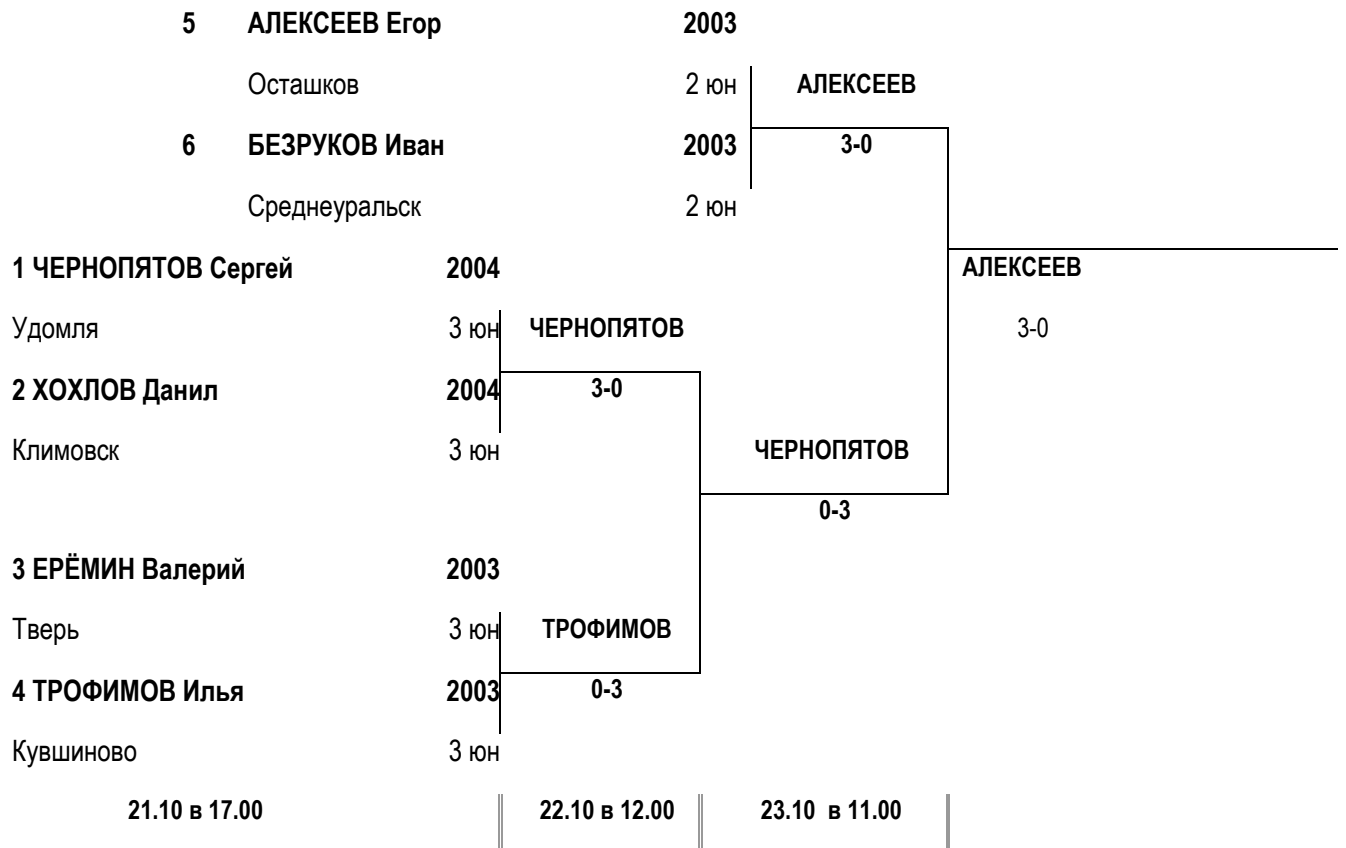 5 АЛЕКСЕЕВ Егор 2003
Осташков 2 юн АЛЕКСЕЕВ
6 БЕЗРУКОВ Иван 2003 3-0
Среднеуральск 2 юн
1 ЧЕРНОПЯТОВ Сергей 2004 АЛЕКСЕЕВ
Удомля 3 юн ЧЕРНОПЯТОВ 3-0
2 ХОХЛОВ Данил 2004 3-0
Климовск 3 юн ЧЕРНОПЯТОВ
0-3
3 ЕРЁМИН Валерий 2003
Тверь 3 юн ТРОФИМОВ
4 ТРОФИМОВ Илья 2003 0-3
Кувшиново 3 юн
21.10 в 17.00 22.10 в 12.00 23.10 в 11.00